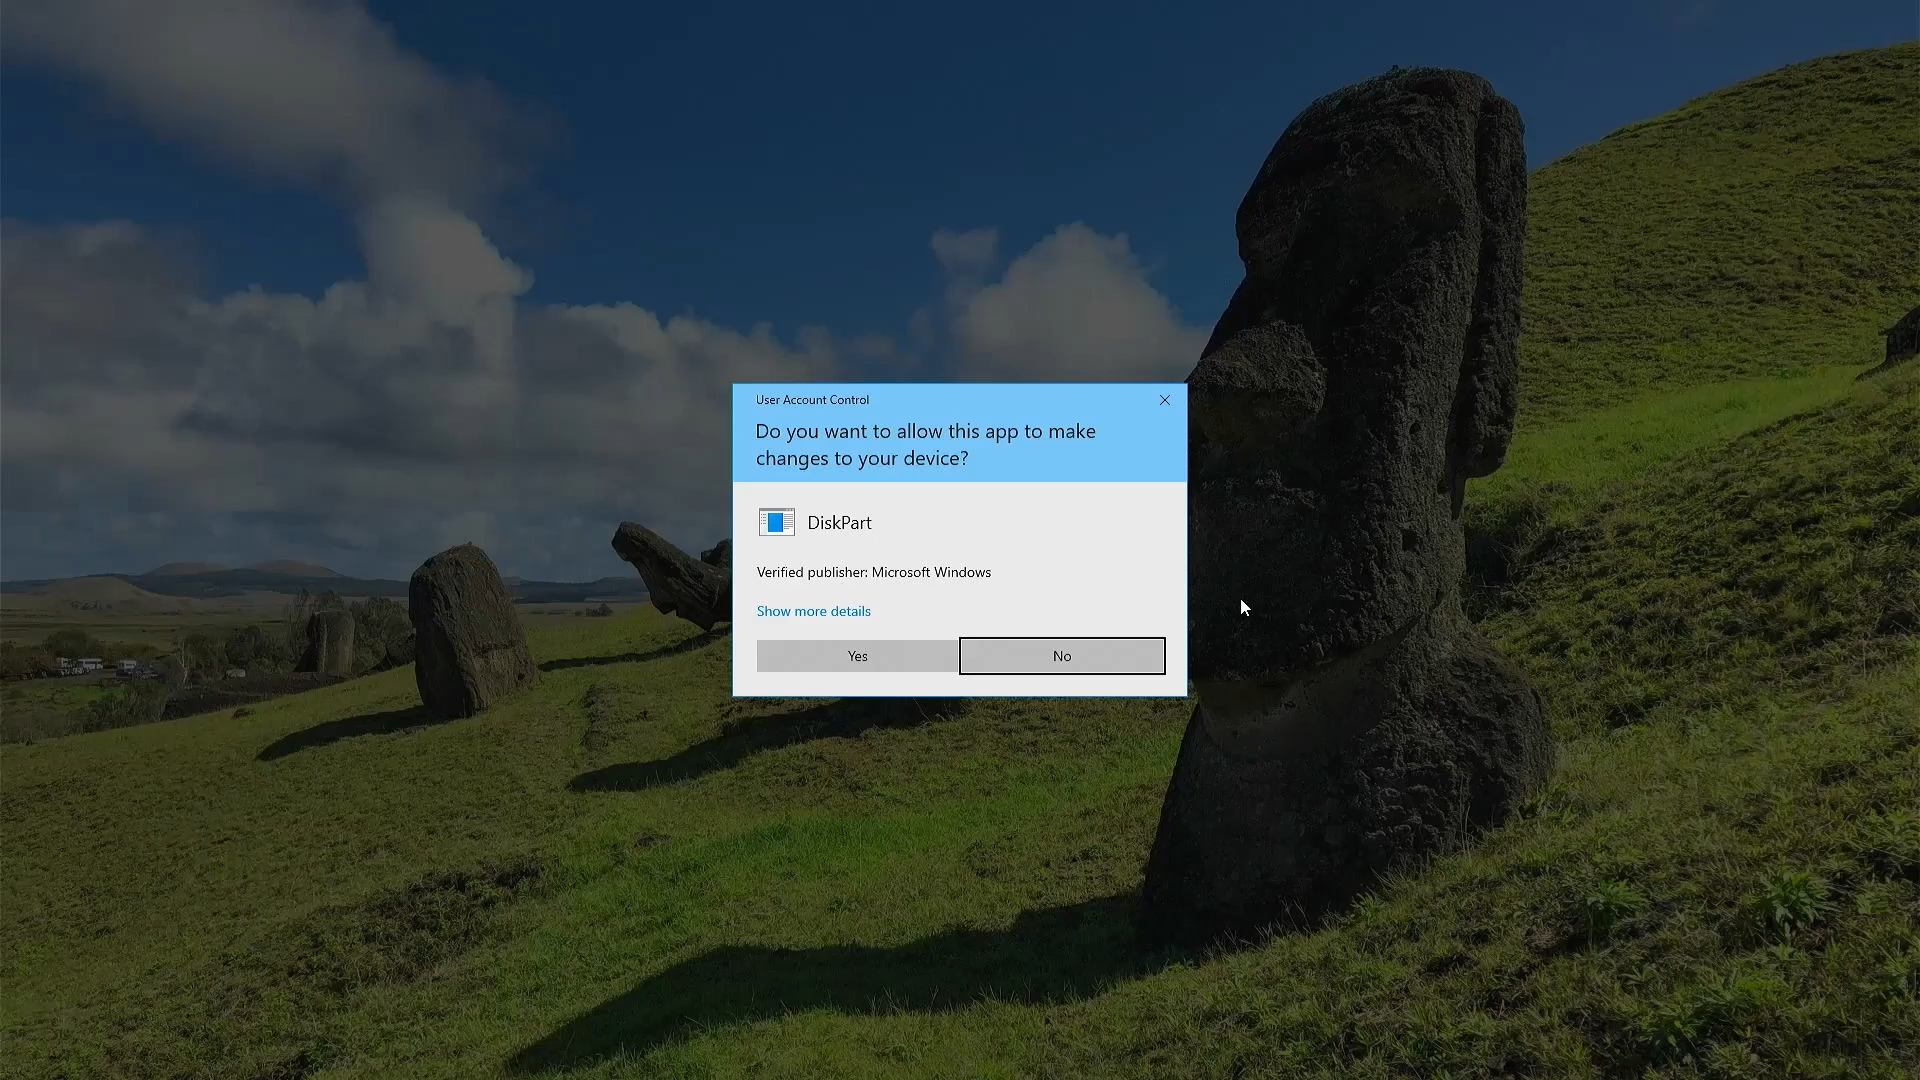 User Account Control
Do you want to allow this app to make
changes to your device?
DiskPart
Verified publisher: Microsoft Windows
Show more details
Yes
No